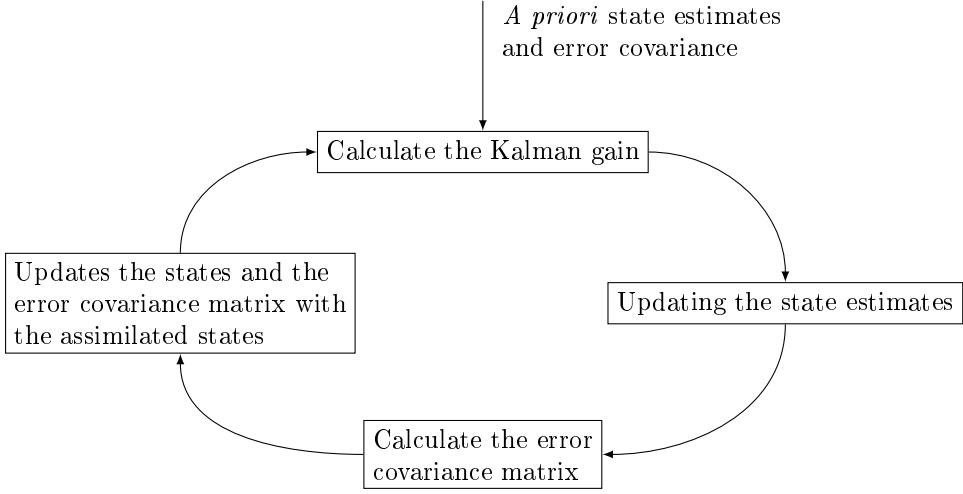 A priori state estimates
and error covariance
Calculate the Kalman gain
Updating the state estimates
Calculate the error
covariance matrix
Updates the states and the
error covariance matrix with
the assimilated states